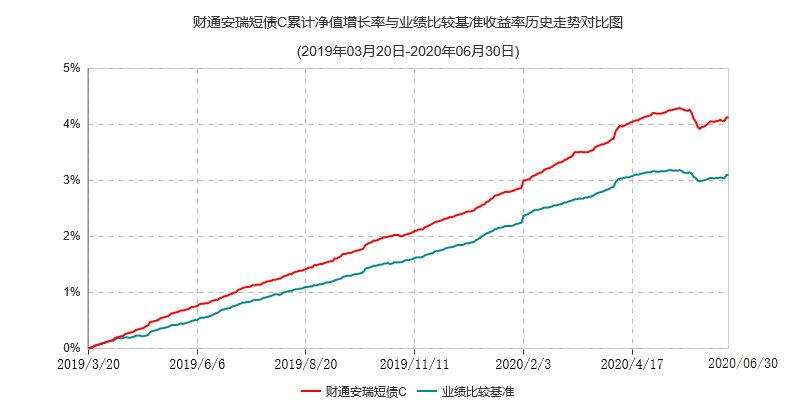 财通安瑞短债C累计净值增长率与业绩比较基准收益率历史走势对比图
(2019年03月20日-2020年06月30日)
5%
4%
3%
2%
1%
0%
2019/3/20 2019/6/6 2019/8/20 2019/11/11 2020/2/3 2020/4/17 2020/06/30
财通安瑞短债C 业绩比较基准